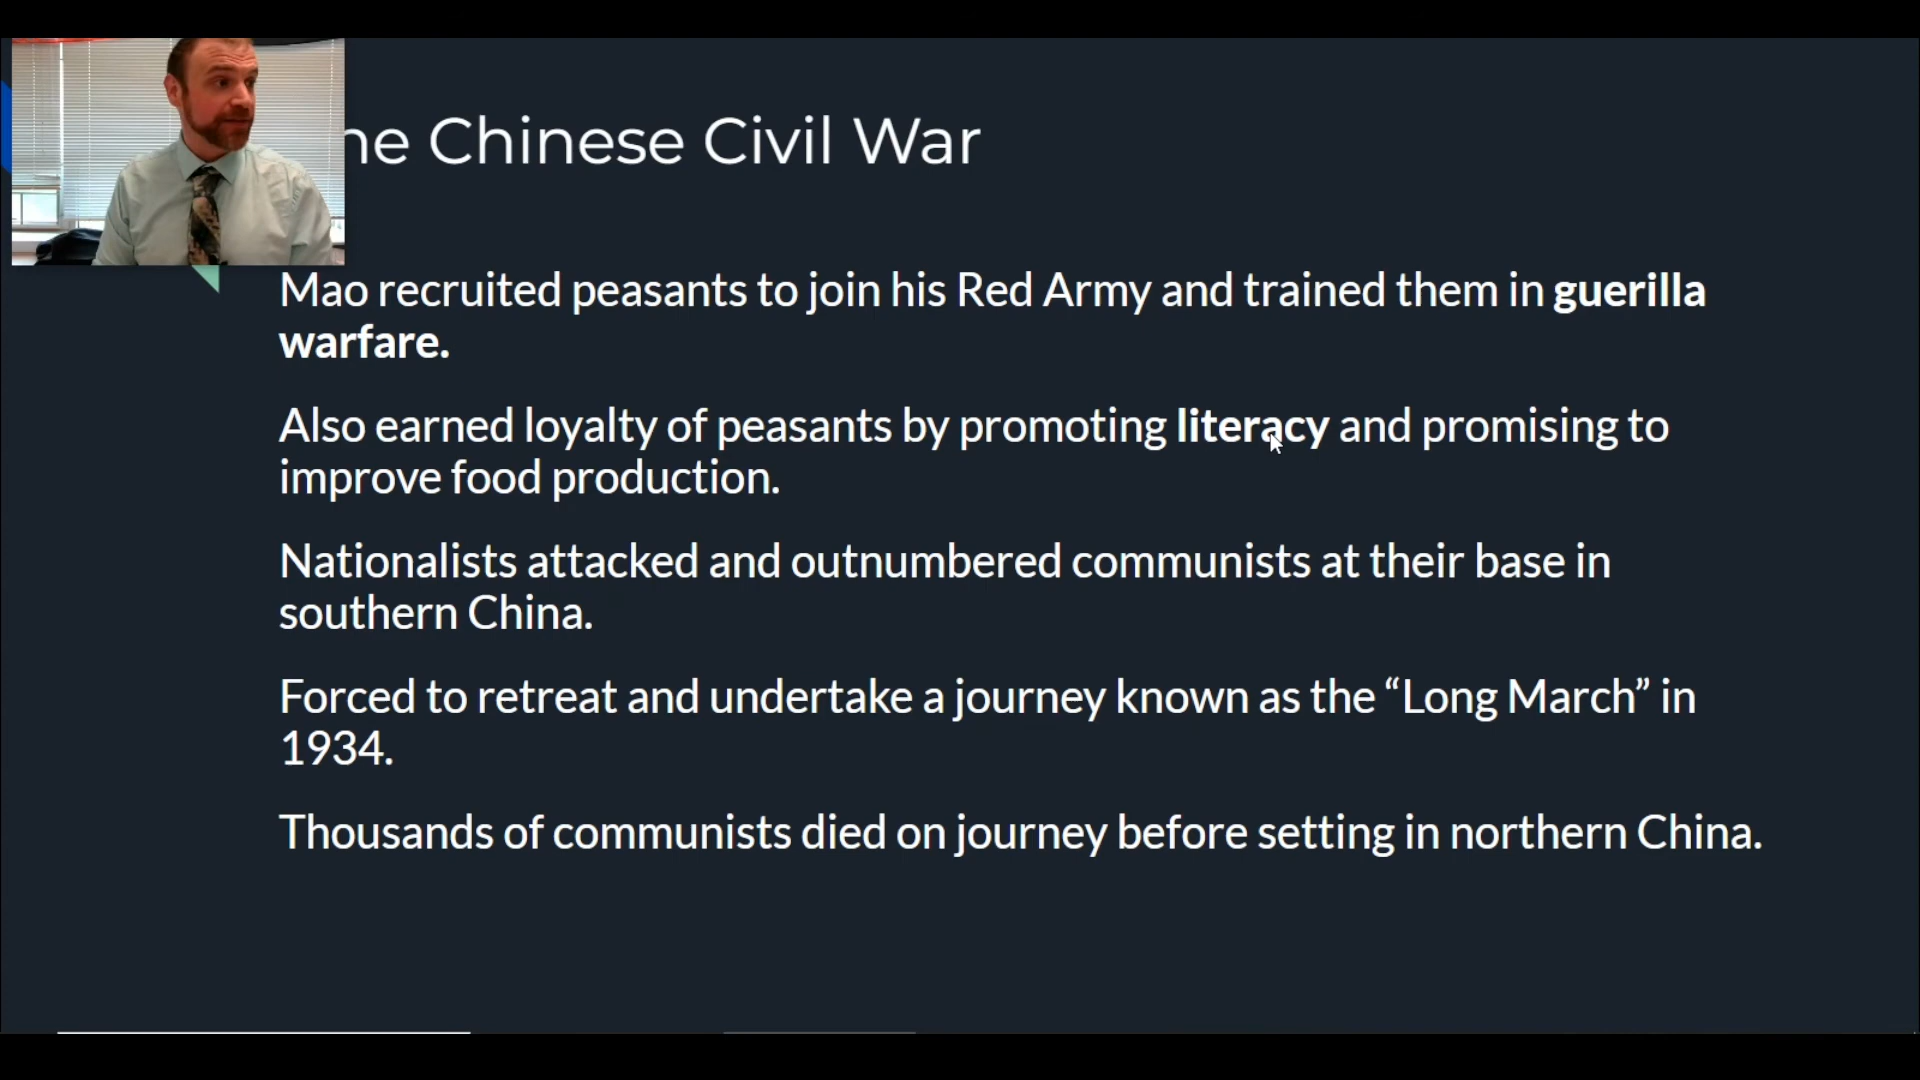 he Chinese Civil War
Mao recruited peasants to join his Red Army and trained them in guerilla
warfare.
Also earned loyalty of peasants by promoting literacy and promising to
improve food production.
Nationalists attacked and outnumbered communists at their base in
southern China.
Forced to retreat and undertake a journey known as the “Long March” in
1934.
Thousands of communists died on journey before setting in northern China.